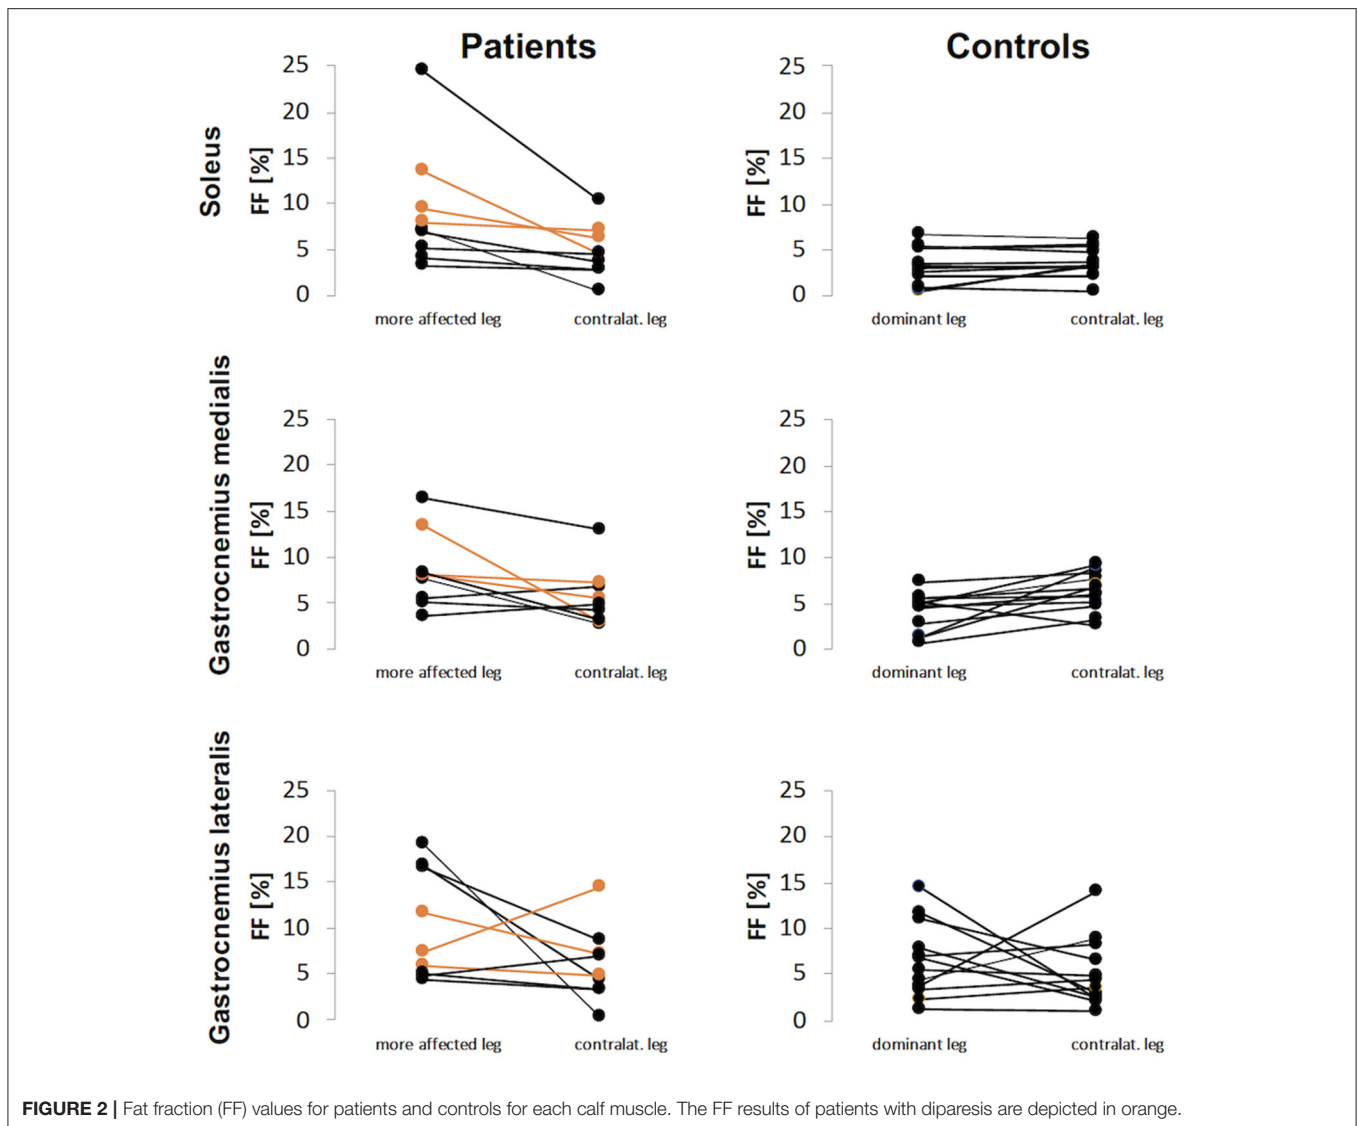 Patients
Controls
Soleus
FF [%]
25
20
15
10
5
0
more affected leg
contralat. leg
FF [%]
25
20
15
10
5
0
dominant leg
contralat. leg
Gastrocnemius medialis
FF [%]
25
20
15
10
5
0
more affected leg
contralat. leg
FF [%]
25
20
15
10
5
0
dominant leg
contralat. leg
Gastrocnemius lateralis
FF [%]
25
20
15
10
5
0
more affected leg
contralat. leg
FF [%]
25
20
15
10
5
0
dominant leg
contralat. leg
FIGURE 2 | Fat fraction (FF) values for patients and controls for each calf muscle. The FF results of patients with diparesis are depicted in orange.